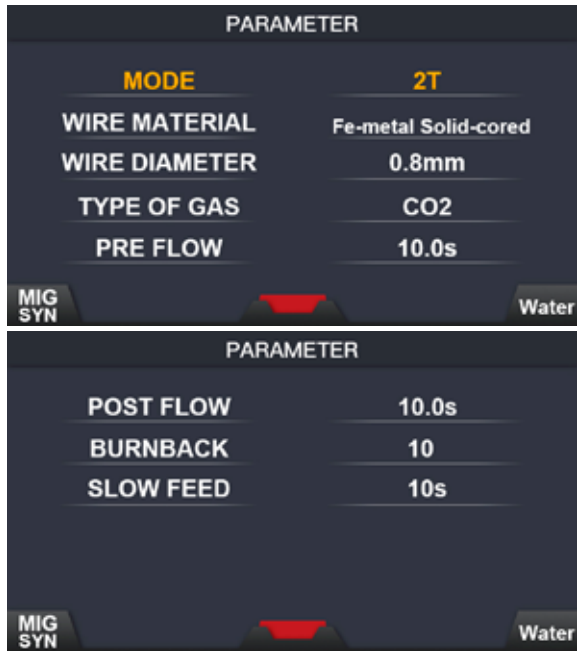 PARAMETER
MODE 2T
WIRE MATERIAL Fe-metal Solid-cored
WIRE DIAMETER 0.8mm
TYPE OF GAS CO2
PRE FLOW 10.0s
MIG
SYN
Water
PARAMETER
POST FLOW 10.0s
BURNBACK 10
SLOW FEED 10s
MIG
SYN
Water